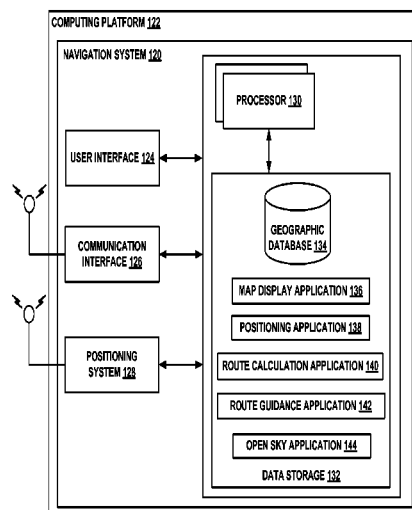 COMPUTING PLATFORM 122
NAVIGATION SYSTEM 120
PROCESSOR 130
USER INTERFACE 124
COMMUNICATION
INTERFACE 126
POSITIONING
SYSTEM 128
GEOGRAPHIC
DATABASE 134
MAP DISPLAY APPLICATION 136
POSITIONING APPLICATION 138
ROUTE CALCULATION APPLICATION 140
ROUTE GUIDANCE APPLICATION 142
OPEN SKY APPLICATION 144
DATA STORAGE 132